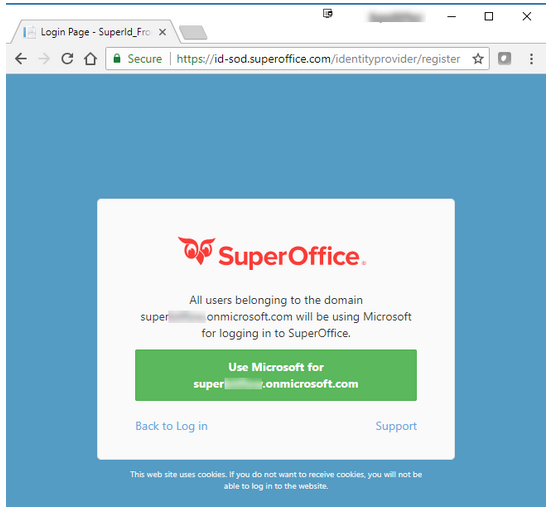 Login Page - SuperId_Fro
Secure https://id-sod.superoffice.com/identityprovider/register
SuperOffice®
All users belonging to the domain
super .onmicrosoft.com will be using Microsoft
for logging in to SuperOffice.
Use Microsoft for
super .onmicrosoft.com
Back to Log in Support
This web site uses cookies. If you do not want to receive cookies, you will not be
able to log in to the website.